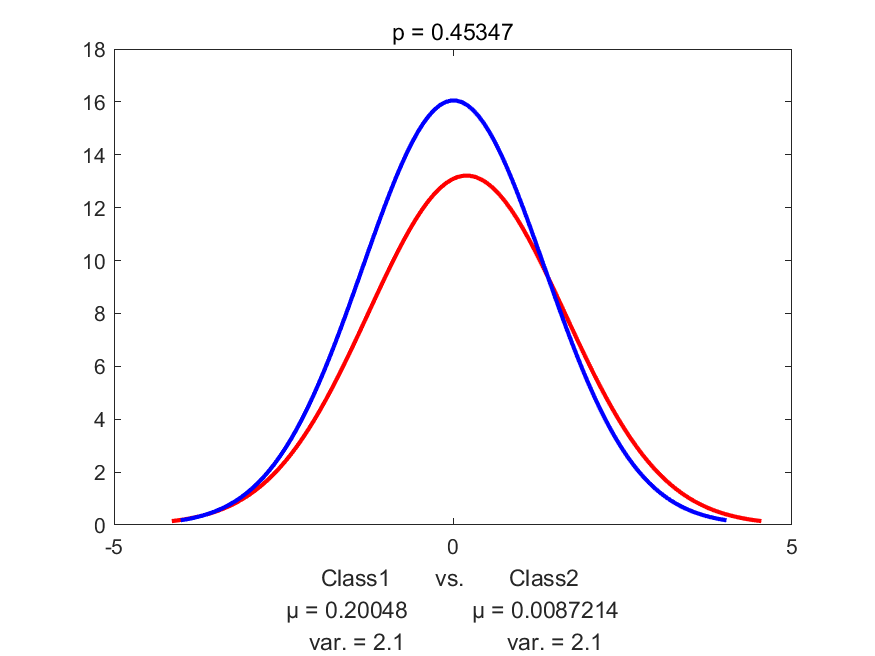 p = 0.45347
18
16
14
12
10
8
6
4
2
0
-5 0 5
Class1 vs. Class2
µ = 0.20048 µ = 0.0087214
var. = 2.1 var. = 2.1